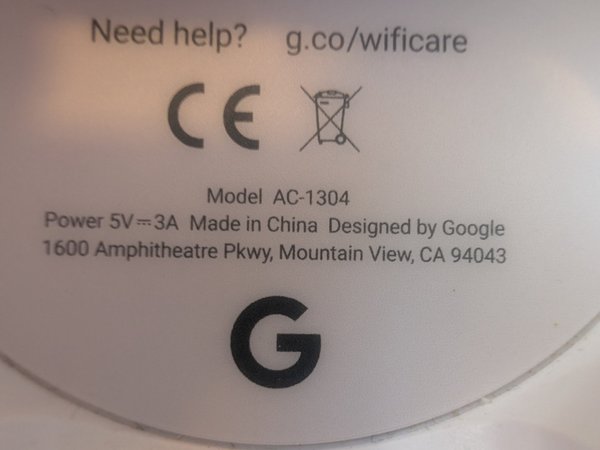 Need help? g.co/wificare
CE
Model AC-1304
Power 5V⎓3A Made in China Designed by Google
1600 Amphitheatre Pkwy, Mountain View, CA 94043
G